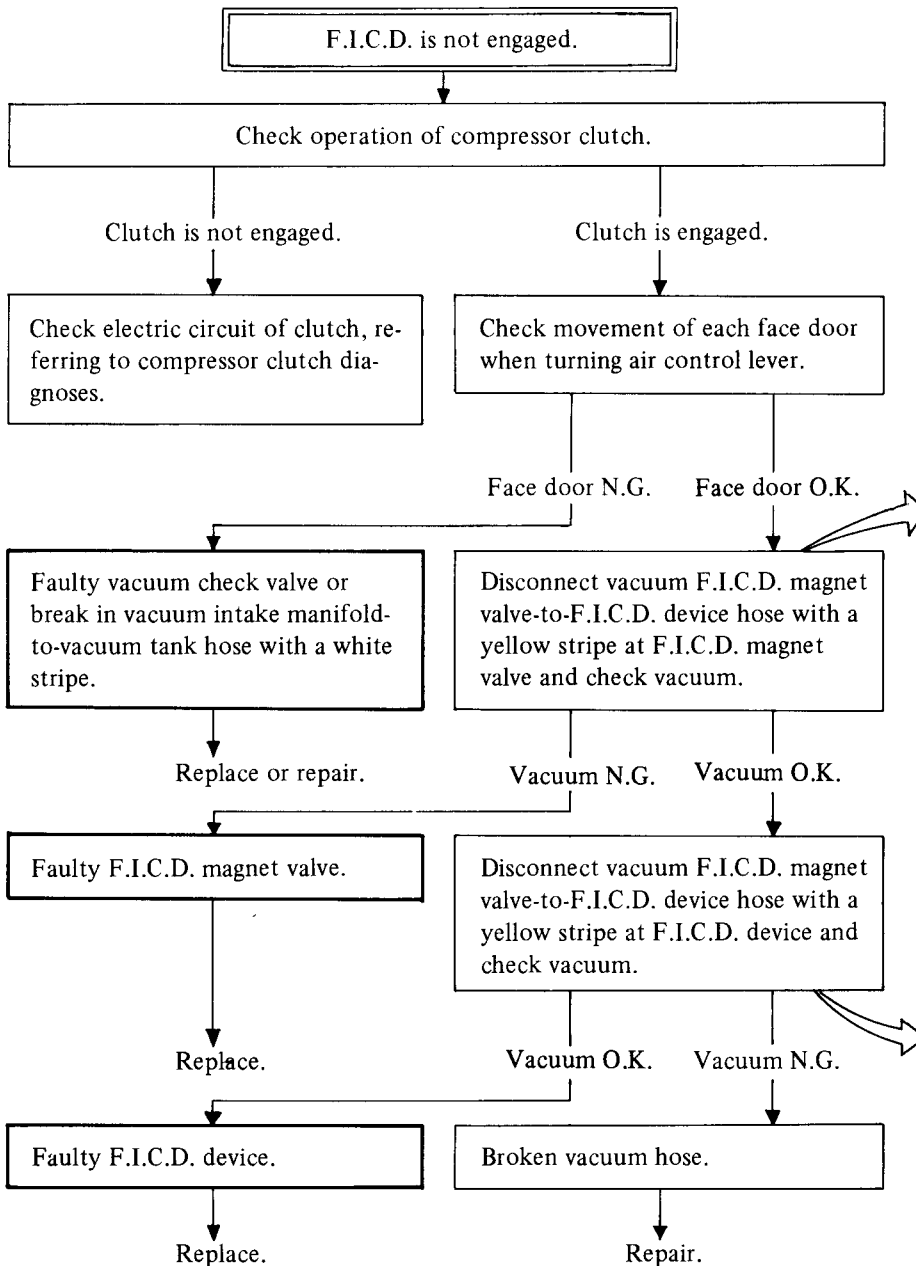 F.I.C.D. is not engaged.
Check operation of compressor clutch.
Clutch is not engaged.
Clutch is engaged.
Check electric circuit of clutch, re-
ferring to compressor clutch dia-
gnoses.
Check movement of each face door
when turning air control lever.
Face door N.G.
Face door O.K.
Faulty vacuum check valve or
break in vacuum intake manifold-
to-vacuum tank hose with a white
stripe.
Disconnect vacuum F.I.C.D. magnet
valve-to-F.I.C.D. device hose with a
yellow stripe at F.I.C.D. magnet
valve and check vacuum.
Replace or repair.
Vacuum N.G.
Vacuum O.K.
Faulty F.I.C.D. magnet valve.
Disconnect vacuum F.I.C.D. magnet
valve-to-F.I.C.D. device hose with a
yellow stripe at F.I.C.D. device and
check vacuum.
Replace.
Vacuum O.K.
Vacuum N.G.
Faulty F.I.C.D. device.
Broken vacuum hose.
Replace.
Repair.